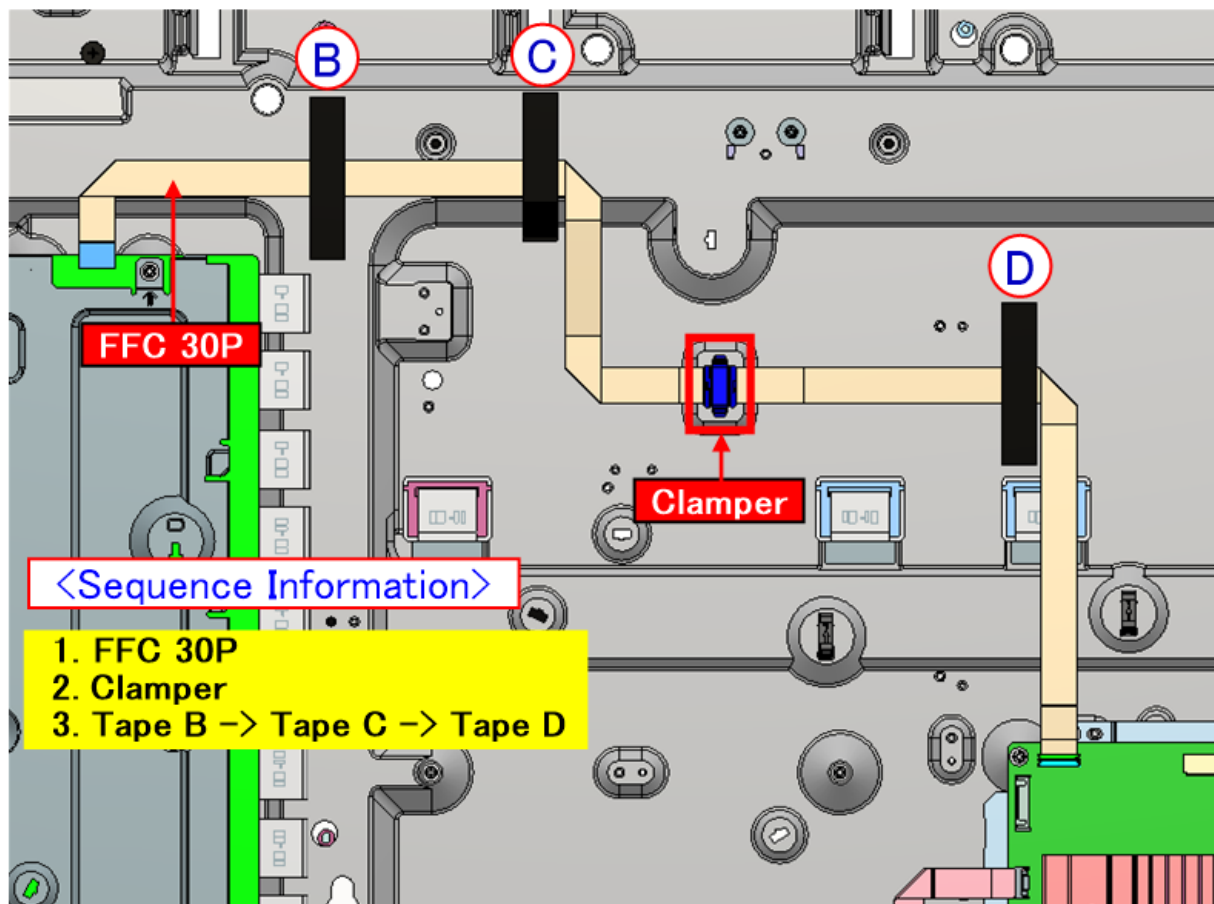 B
C
D
FFC 30P
Clamper
<Sequence Information>
1. FFC 30P
2. Clamper
3. Tape B -> Tape C -> Tape D